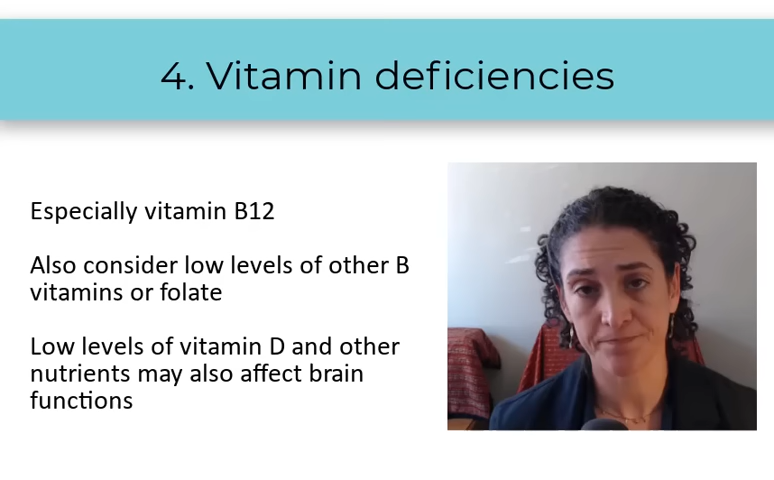 4. Vitamin deficiencies
Especially vitamin B12
Also consider low levels of other B
vitamins or folate
Low levels of vitamin D and other
nutrients may also affect brain
functions